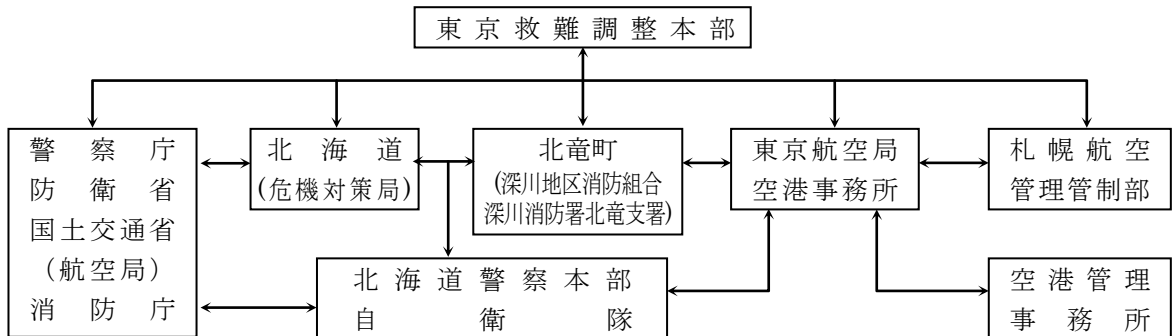 東京救難調整本部
警察庁
防衛省
国土交通省
（航空局）
消防庁
北海道
(危機対策局)
北竜町
(深川地区消防組合
深川消防署北竜支署)
東京航空局
空港事務所
札幌航空
管理管制部
北海道警察本部
自衛隊
空港管理
事務所